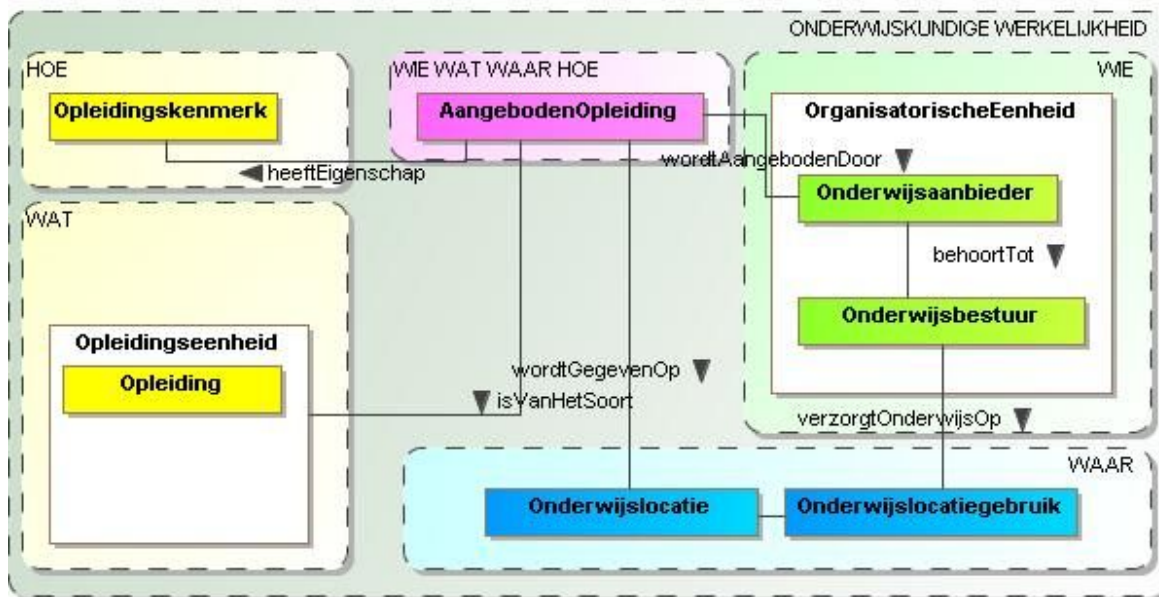 ONDERWIJSKUNDIGE WERKELIJKHEID
HOE
Opleidingskenmerk
WIE WAT WAAR HOE
AangebodenOpleiding
WIE
OrganisatorischeEenheid
wordtAangebodenDoor
heeftEigenschap
Onderwijsaanbieder
WAT
behoortTot
Onderwijsbestuur
Opleidingseenheid
Opleiding
wordtGegevenOp
isVanHetSoort
verzorgtOnderwijsOp
WAAR
Onderwijslocatie
Onderwijslocatiegebruik